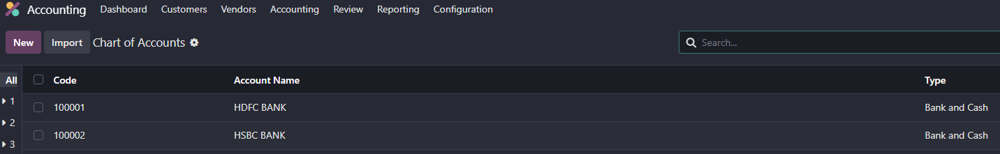 Accounting Dashboard Customers Vendors Accounting Review Reporting Configuration
New Import Chart of Accounts Search...
All Code Account Name Type
1 100001 HDFC BANK Bank and Cash
2 100002 HSBC BANK Bank and Cash
3